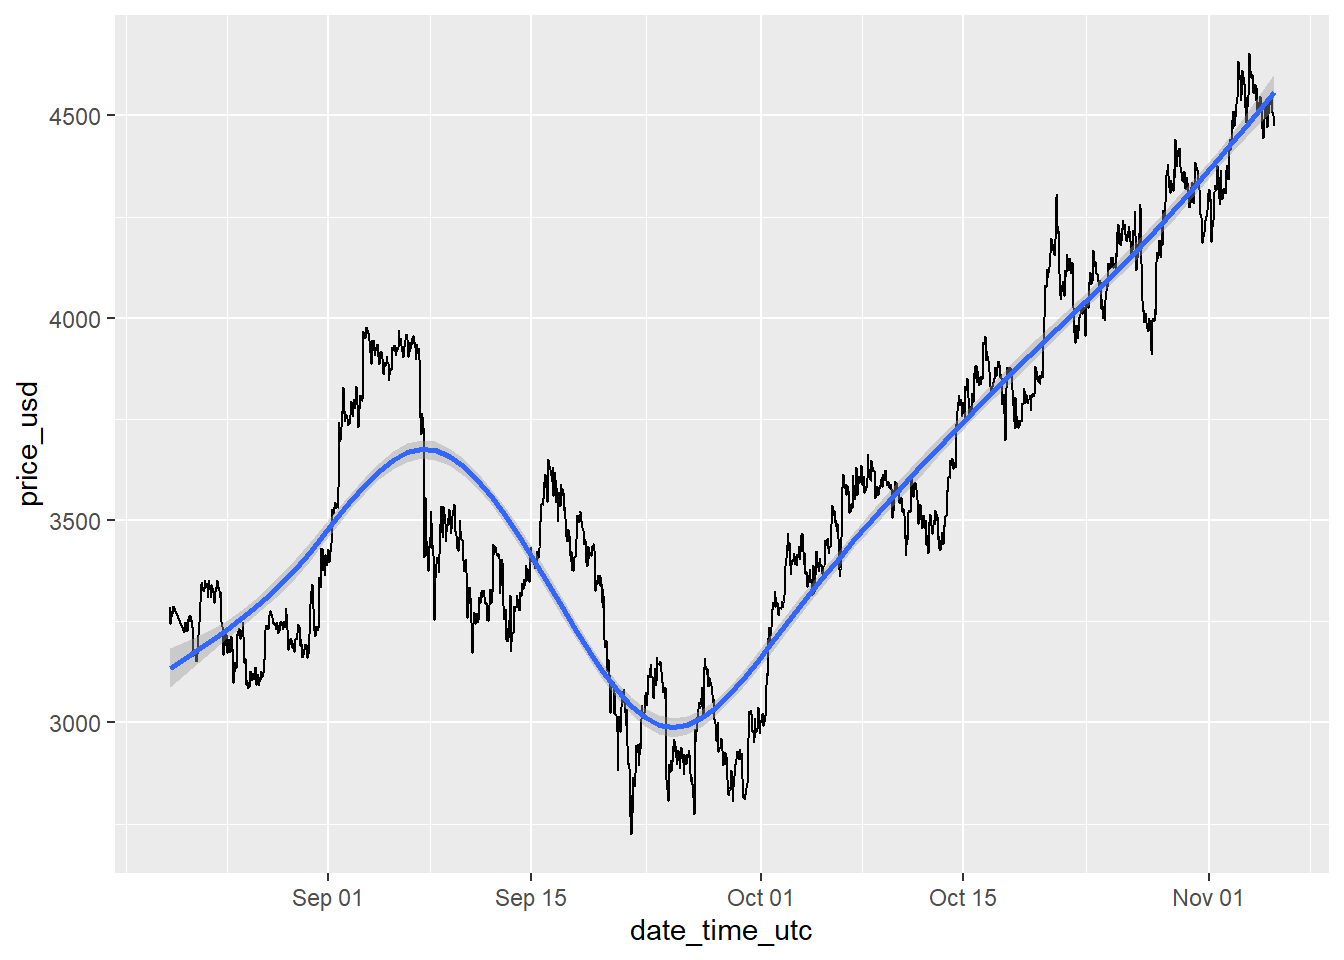 4500
4000
3500
3000
price_usd
Sep 01
Sep 15
Oct 01
Oct 15
Nov 01
date_time_utc